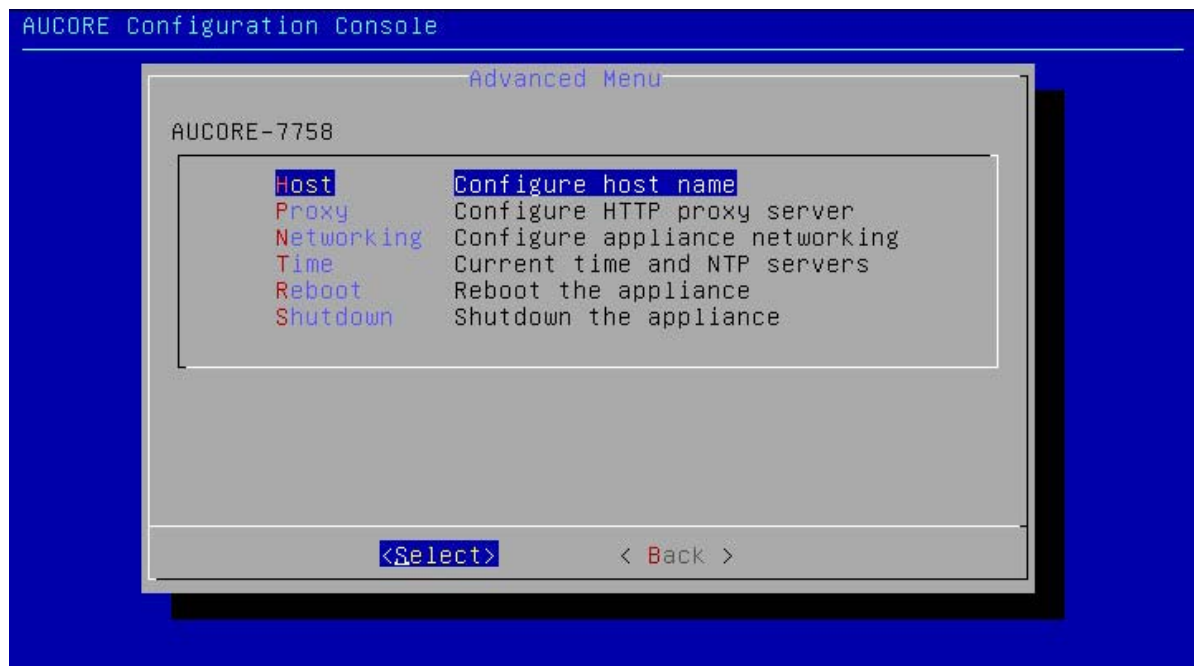 AUCORE Configuration Console
Advanced Menu
AUCORE-7758
Host Configure host name
Proxy Configure HTTP proxy server
Networking Configure appliance networking
Time Current time and NTP servers
Reboot Reboot the appliance
Shutdown Shutdown the appliance
<Select> < Back >